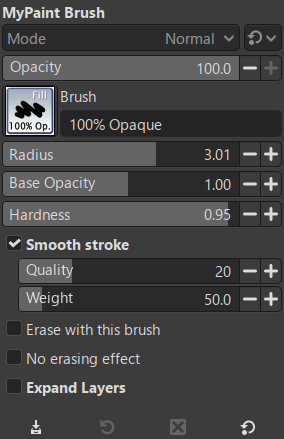 MyPaint Brush
Mode Normal
Opacity 100.0
Fill
100% Op.
Brush
100% Opaque
Radius 3.01
Base Opacity 1.00
Hardness 0.95
Smooth stroke
Quality 20
Weight 50.0
Erase with this brush
No erasing effect
Expand Layers